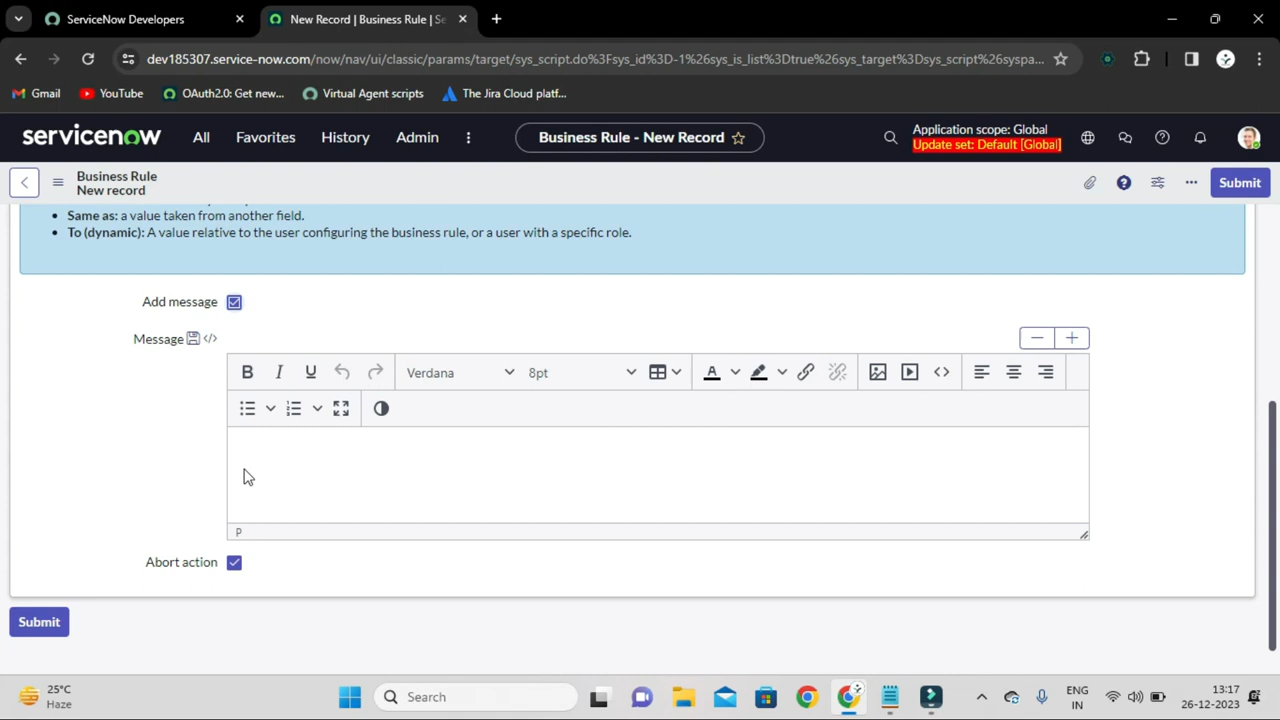 ServiceNow Developers
New Record | Business Rule | Se
dev185307.service-now.com/now/nav/ui/classic/params/target/sys_script.do%3Fsys_id%3D-1%26sys_is_list%3Dtrue%26sys_target%3Dsys_script%26syspa...
Gmail
YouTube
OAuth2.0: Get new...
Virtual Agent scripts
The Jira Cloud platf...
servicenow
All
Favorites
History
Admin
Business Rule - New Record
Application scope: Global
Update set: Default [Global]
Business Rule
New record
Submit
Same as: a value taken from another field.
To (dynamic): A value relative to the user configuring the business rule, or a user with a specific role.
Add message
Message
B I U
Verdana
8pt
A
P
Abort action
Submit
25°C
Haze
Search
ENG
IN
13:17
26-12-2023